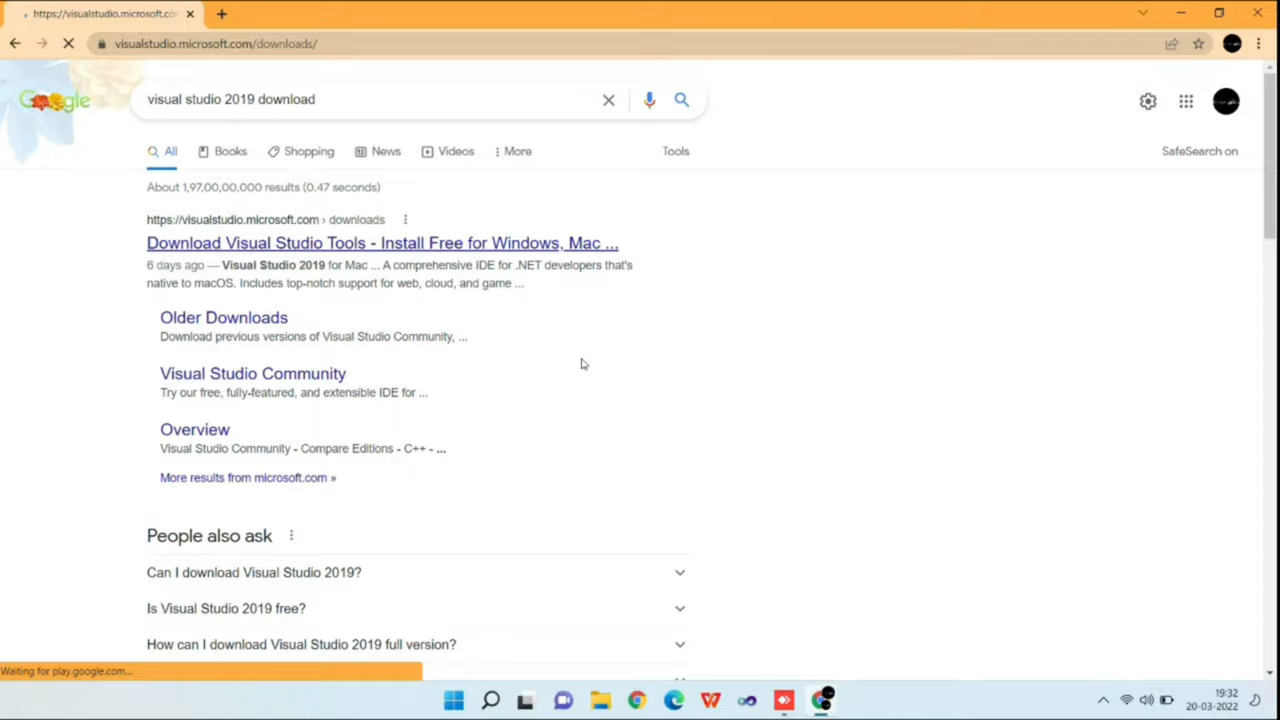 https://visualstudio.microsoft.co
visualstudio.microsoft.com/downloads/
Google
visual studio 2019 download
All
Books
Shopping
News
Videos
More
Tools
SafeSearch on
About 1,97,00,00,000 results (0.47 seconds)
https://visualstudio.microsoft.com › downloads
Download Visual Studio Tools - Install Free for Windows, Mac ...
6 days ago — Visual Studio 2019 for Mac ... A comprehensive IDE for .NET developers that's
native to macOS. Includes top-notch support for web, cloud, and game ...
Older Downloads
Download previous versions of Visual Studio Community, ...
Visual Studio Community
Try our free, fully-featured, and extensible IDE for ...
Overview
Visual Studio Community - Compare Editions - C++ - ...
More results from microsoft.com »
People also ask
Can I download Visual Studio 2019?
Is Visual Studio 2019 free?
How can I download Visual Studio 2019 full version?
Waiting for play.google.com...
19:32
20-03-2022